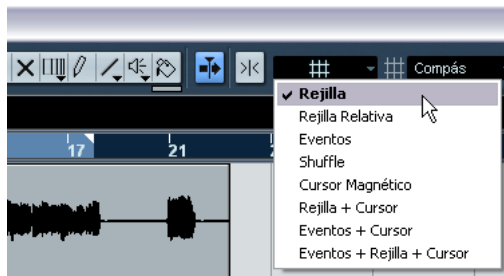 Compás
Rejilla
Rejilla Relativa
17
21
Eventos
Shuffle
Cursor Magnético
Rejilla + Cursor
Eventos + Cursor
Eventos + Rejilla + Cursor